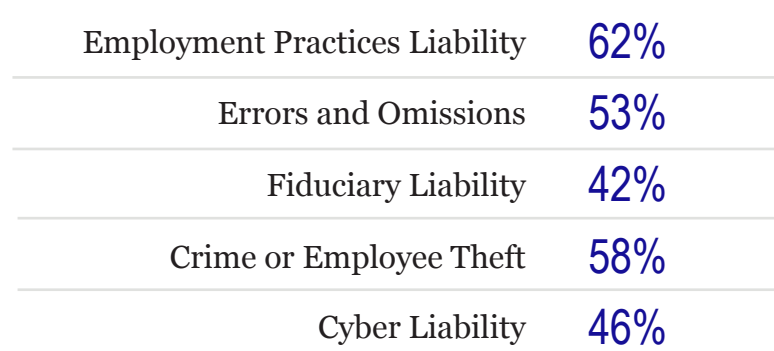 Employment Practices Liability 62%
Errors and Omissions 53%
Fiduciary Liability 42%
Crime or Employee Theft 58%
Cyber Liability 46%